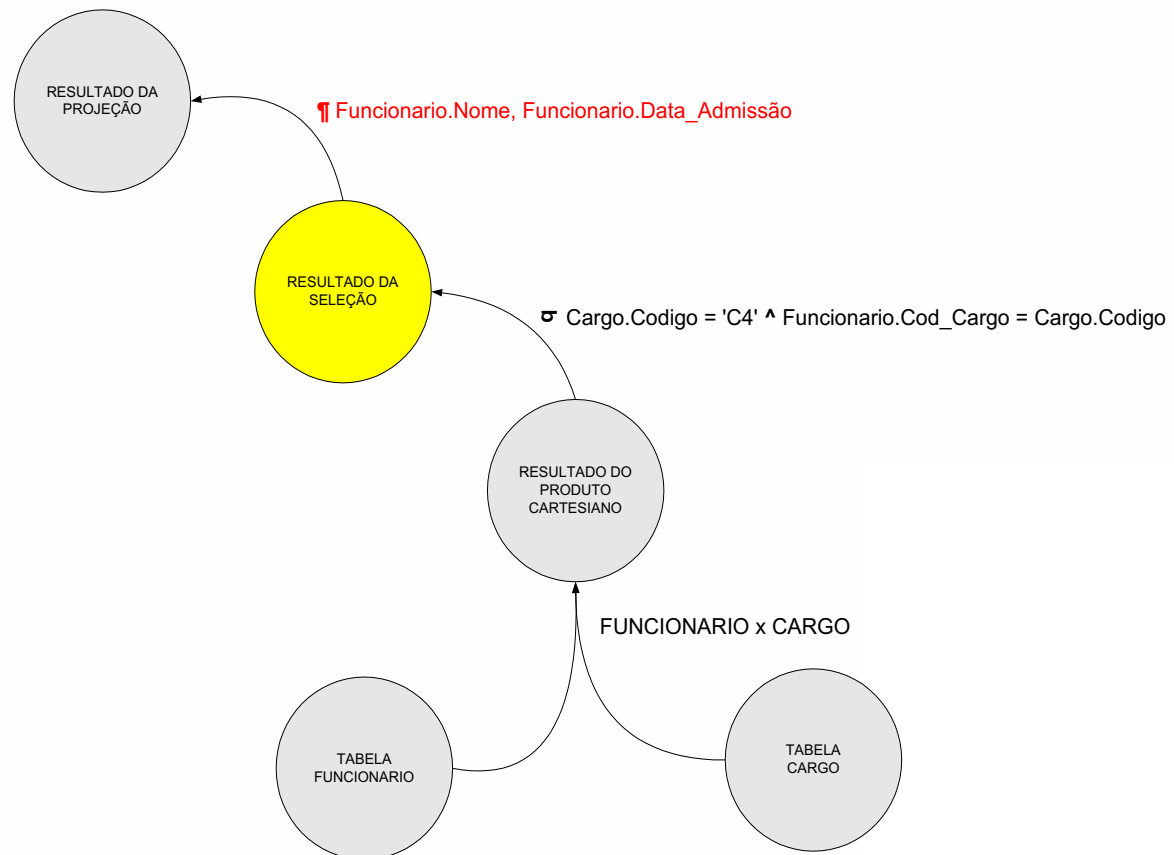 RESULTADO DA
PROJEÇÃO
¶ Funcionario.Nome, Funcionario.Data_Admissão
RESULTADO DA
SELEÇÃO
σ Cargo.Codigo = 'C4' ^ Funcionario.Cod_Cargo = Cargo.Codigo
RESULTADO DO
PRODUTO
CARTESIANO
FUNCIONARIO x CARGO
TABELA
FUNCIONARIO
TABELA
CARGO